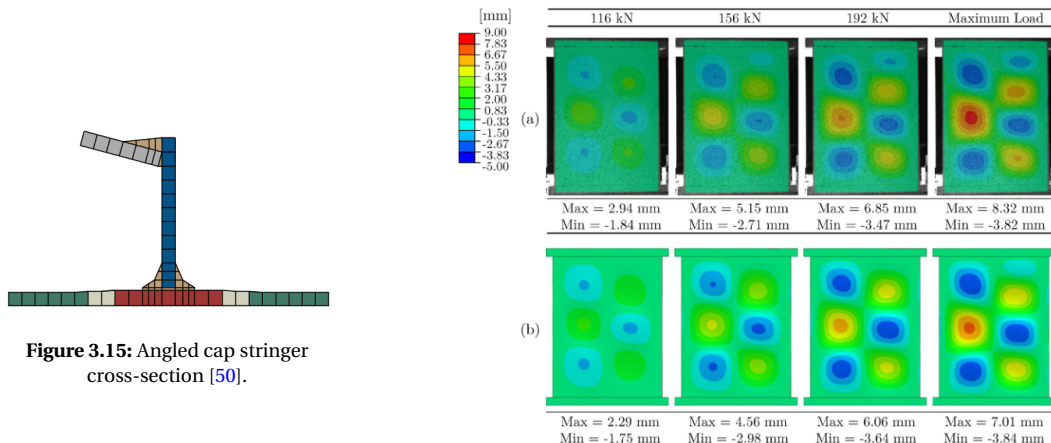 Figure 3.15: Angled cap stringer
cross-section [50].
[mm]
9.00
7.83
6.67
5.50
4.33
3.17
2.00
0.83
-0.33
-1.50
-2.67
-3.83
-5.00
116 kN 156 kN 192 kN Maximum Load
(a)
Max = 2.94 mm Max = 5.15 mm Max = 6.85 mm Max = 8.32 mm
Min = -1.84 mm Min = -2.71 mm Min = -3.47 mm Min = -3.82 mm
(b)
Max = 2.29 mm Max = 4.56 mm Max = 6.06 mm Max = 7.01 mm
Min = -1.75 mm Min = -2.98 mm Min = -3.64 mm Min = -3.84 mm